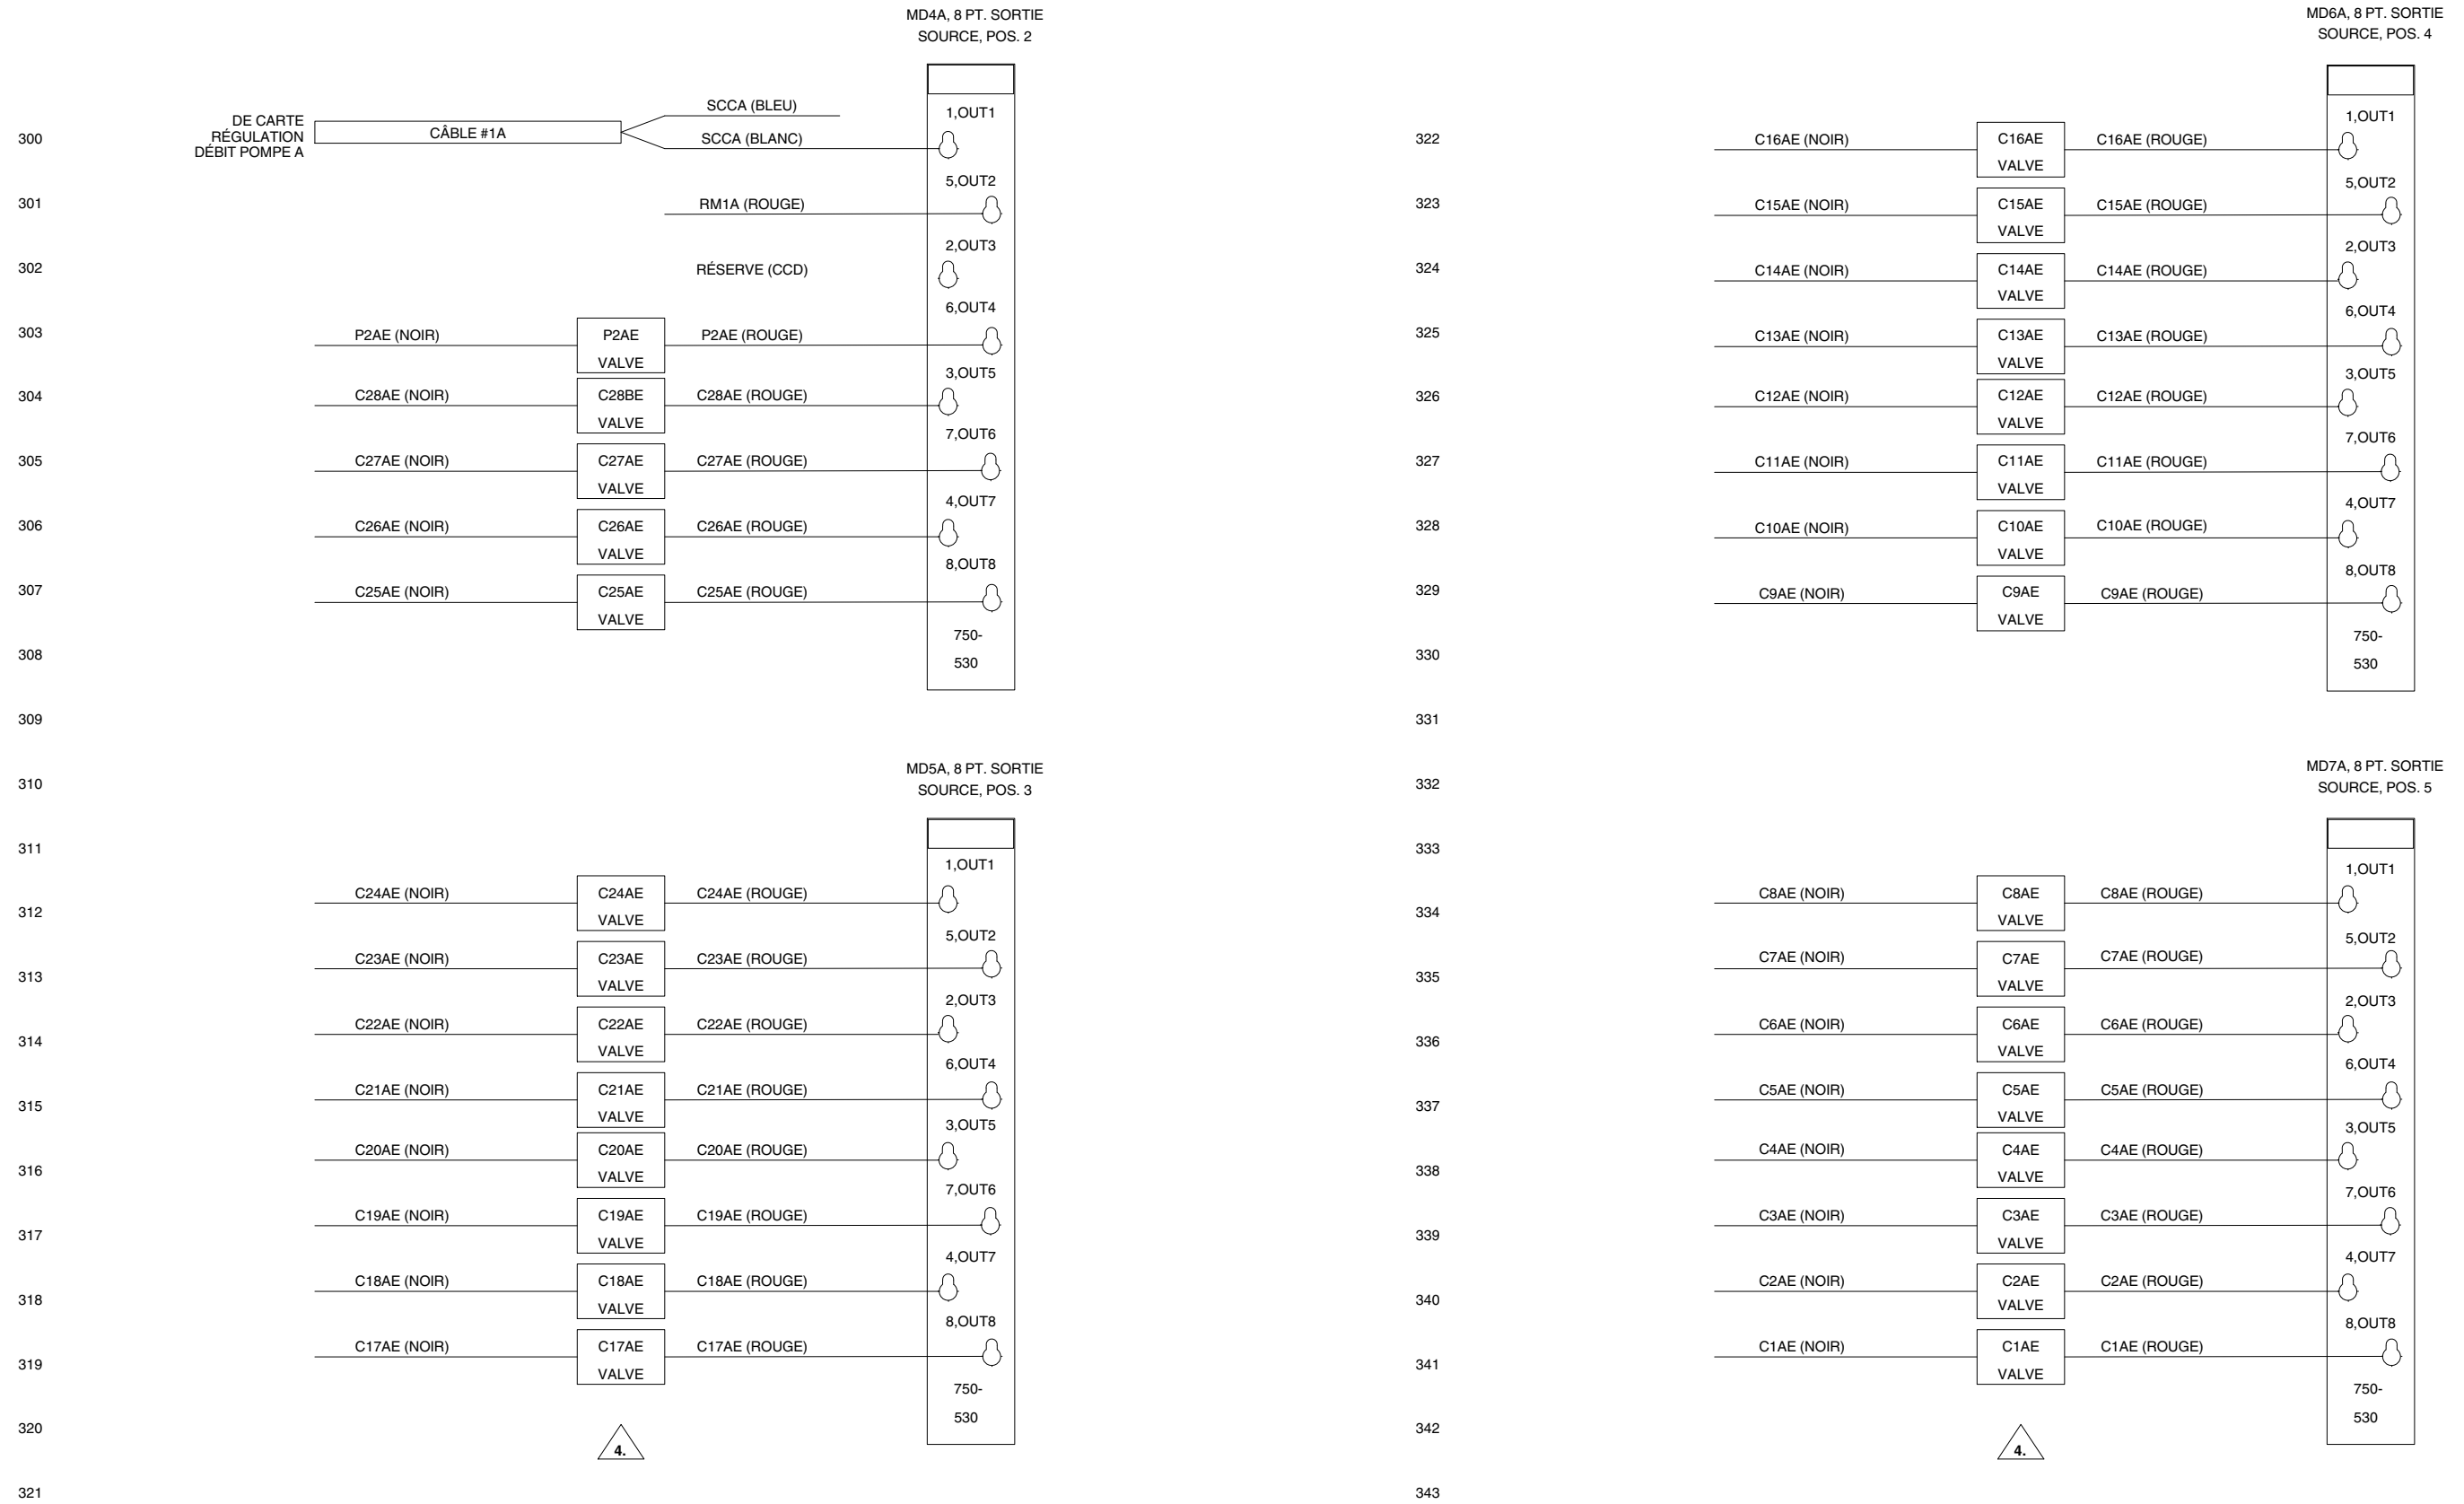 MD4A, 8 PT. SORTIE
SOURCE, POS. 2
300
DE CARTE
RÉGULATION
DÉBIT POMPE A
CÂBLE #1A
SCCA (BLEU)
SCCA (BLANC)
1,OUT1
301
RM1A (ROUGE)
5,OUT2
302
RÉSERVE (CCD)
2,OUT3
303
P2AE (NOIR)
P2AE
VALVE
P2AE (ROUGE)
6,OUT4
304
C28AE (NOIR)
C28BE
VALVE
C28AE (ROUGE)
3,OUT5
305
C27AE (NOIR)
C27AE
VALVE
C27AE (ROUGE)
7,OUT6
306
C26AE (NOIR)
C26AE
VALVE
C26AE (ROUGE)
4,OUT7
307
C25AE (NOIR)
C25AE
VALVE
C25AE (ROUGE)
8,OUT8
308
750-
530
309
310
MD5A, 8 PT. SORTIE
SOURCE, POS. 3
311
312
C24AE (NOIR)
C24AE
VALVE
C24AE (ROUGE)
1,OUT1
313
C23AE (NOIR)
C23AE
VALVE
C23AE (ROUGE)
5,OUT2
314
C22AE (NOIR)
C22AE
VALVE
C22AE (ROUGE)
2,OUT3
315
C21AE (NOIR)
C21AE
VALVE
C21AE (ROUGE)
6,OUT4
316
C20AE (NOIR)
C20AE
VALVE
C20AE (ROUGE)
3,OUT5
317
C19AE (NOIR)
C19AE
VALVE
C19AE (ROUGE)
7,OUT6
318
C18AE (NOIR)
C18AE
VALVE
C18AE (ROUGE)
4,OUT7
319
C17AE (NOIR)
C17AE
VALVE
C17AE (ROUGE)
8,OUT8
750-
530
320
4.
321
MD6A, 8 PT. SORTIE
SOURCE, POS. 4
322
C16AE (NOIR)
C16AE
VALVE
C16AE (ROUGE)
1,OUT1
323
C15AE (NOIR)
C15AE
VALVE
C15AE (ROUGE)
5,OUT2
324
C14AE (NOIR)
C14AE
VALVE
C14AE (ROUGE)
2,OUT3
325
C13AE (NOIR)
C13AE
VALVE
C13AE (ROUGE)
6,OUT4
326
C12AE (NOIR)
C12AE
VALVE
C12AE (ROUGE)
3,OUT5
327
C11AE (NOIR)
C11AE
VALVE
C11AE (ROUGE)
7,OUT6
328
C10AE (NOIR)
C10AE
VALVE
C10AE (ROUGE)
4,OUT7
329
C9AE (NOIR)
C9AE
VALVE
C9AE (ROUGE)
8,OUT8
330
750-
530
331
332
MD7A, 8 PT. SORTIE
SOURCE, POS. 5
333
334
C8AE (NOIR)
C8AE
VALVE
C8AE (ROUGE)
1,OUT1
335
C7AE (NOIR)
C7AE
VALVE
C7AE (ROUGE)
5,OUT2
336
C6AE (NOIR)
C6AE
VALVE
C6AE (ROUGE)
2,OUT3
337
C5AE (NOIR)
C5AE
VALVE
C5AE (ROUGE)
6,OUT4
338
C4AE (NOIR)
C4AE
VALVE
C4AE (ROUGE)
3,OUT5
339
C3AE (NOIR)
C3AE
VALVE
C3AE (ROUGE)
7,OUT6
340
C2AE (NOIR)
C2AE
VALVE
C2AE (ROUGE)
4,OUT7
341
C1AE (NOIR)
C1AE
VALVE
C1AE (ROUGE)
8,OUT8
750-
530
342
4.
343